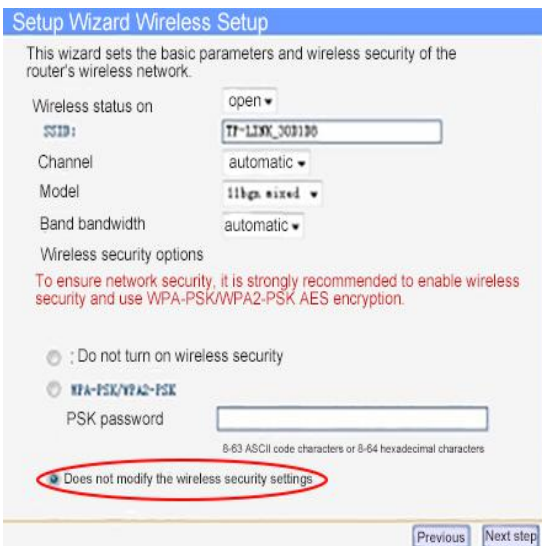 Setup Wizard Wireless Setup
This wizard sets the basic parameters and wireless security of the
router's wireless network.
Wireless status on open
SSID: TP-LINK_30D1D8
Channel automatic
Model 11bgn mixed
Band bandwidth automatic
Wireless security options
To ensure network security, it is strongly recommended to enable wireless
security and use WPA-PSK/WPA2-PSK AES encryption.
: Do not turn on wireless security
WPA-PSK/WPA2-PSK
PSK password
8-63 ASCII code characters or 8-64 hexadecimal characters
Does not modify the wireless security settings
Previous Next step